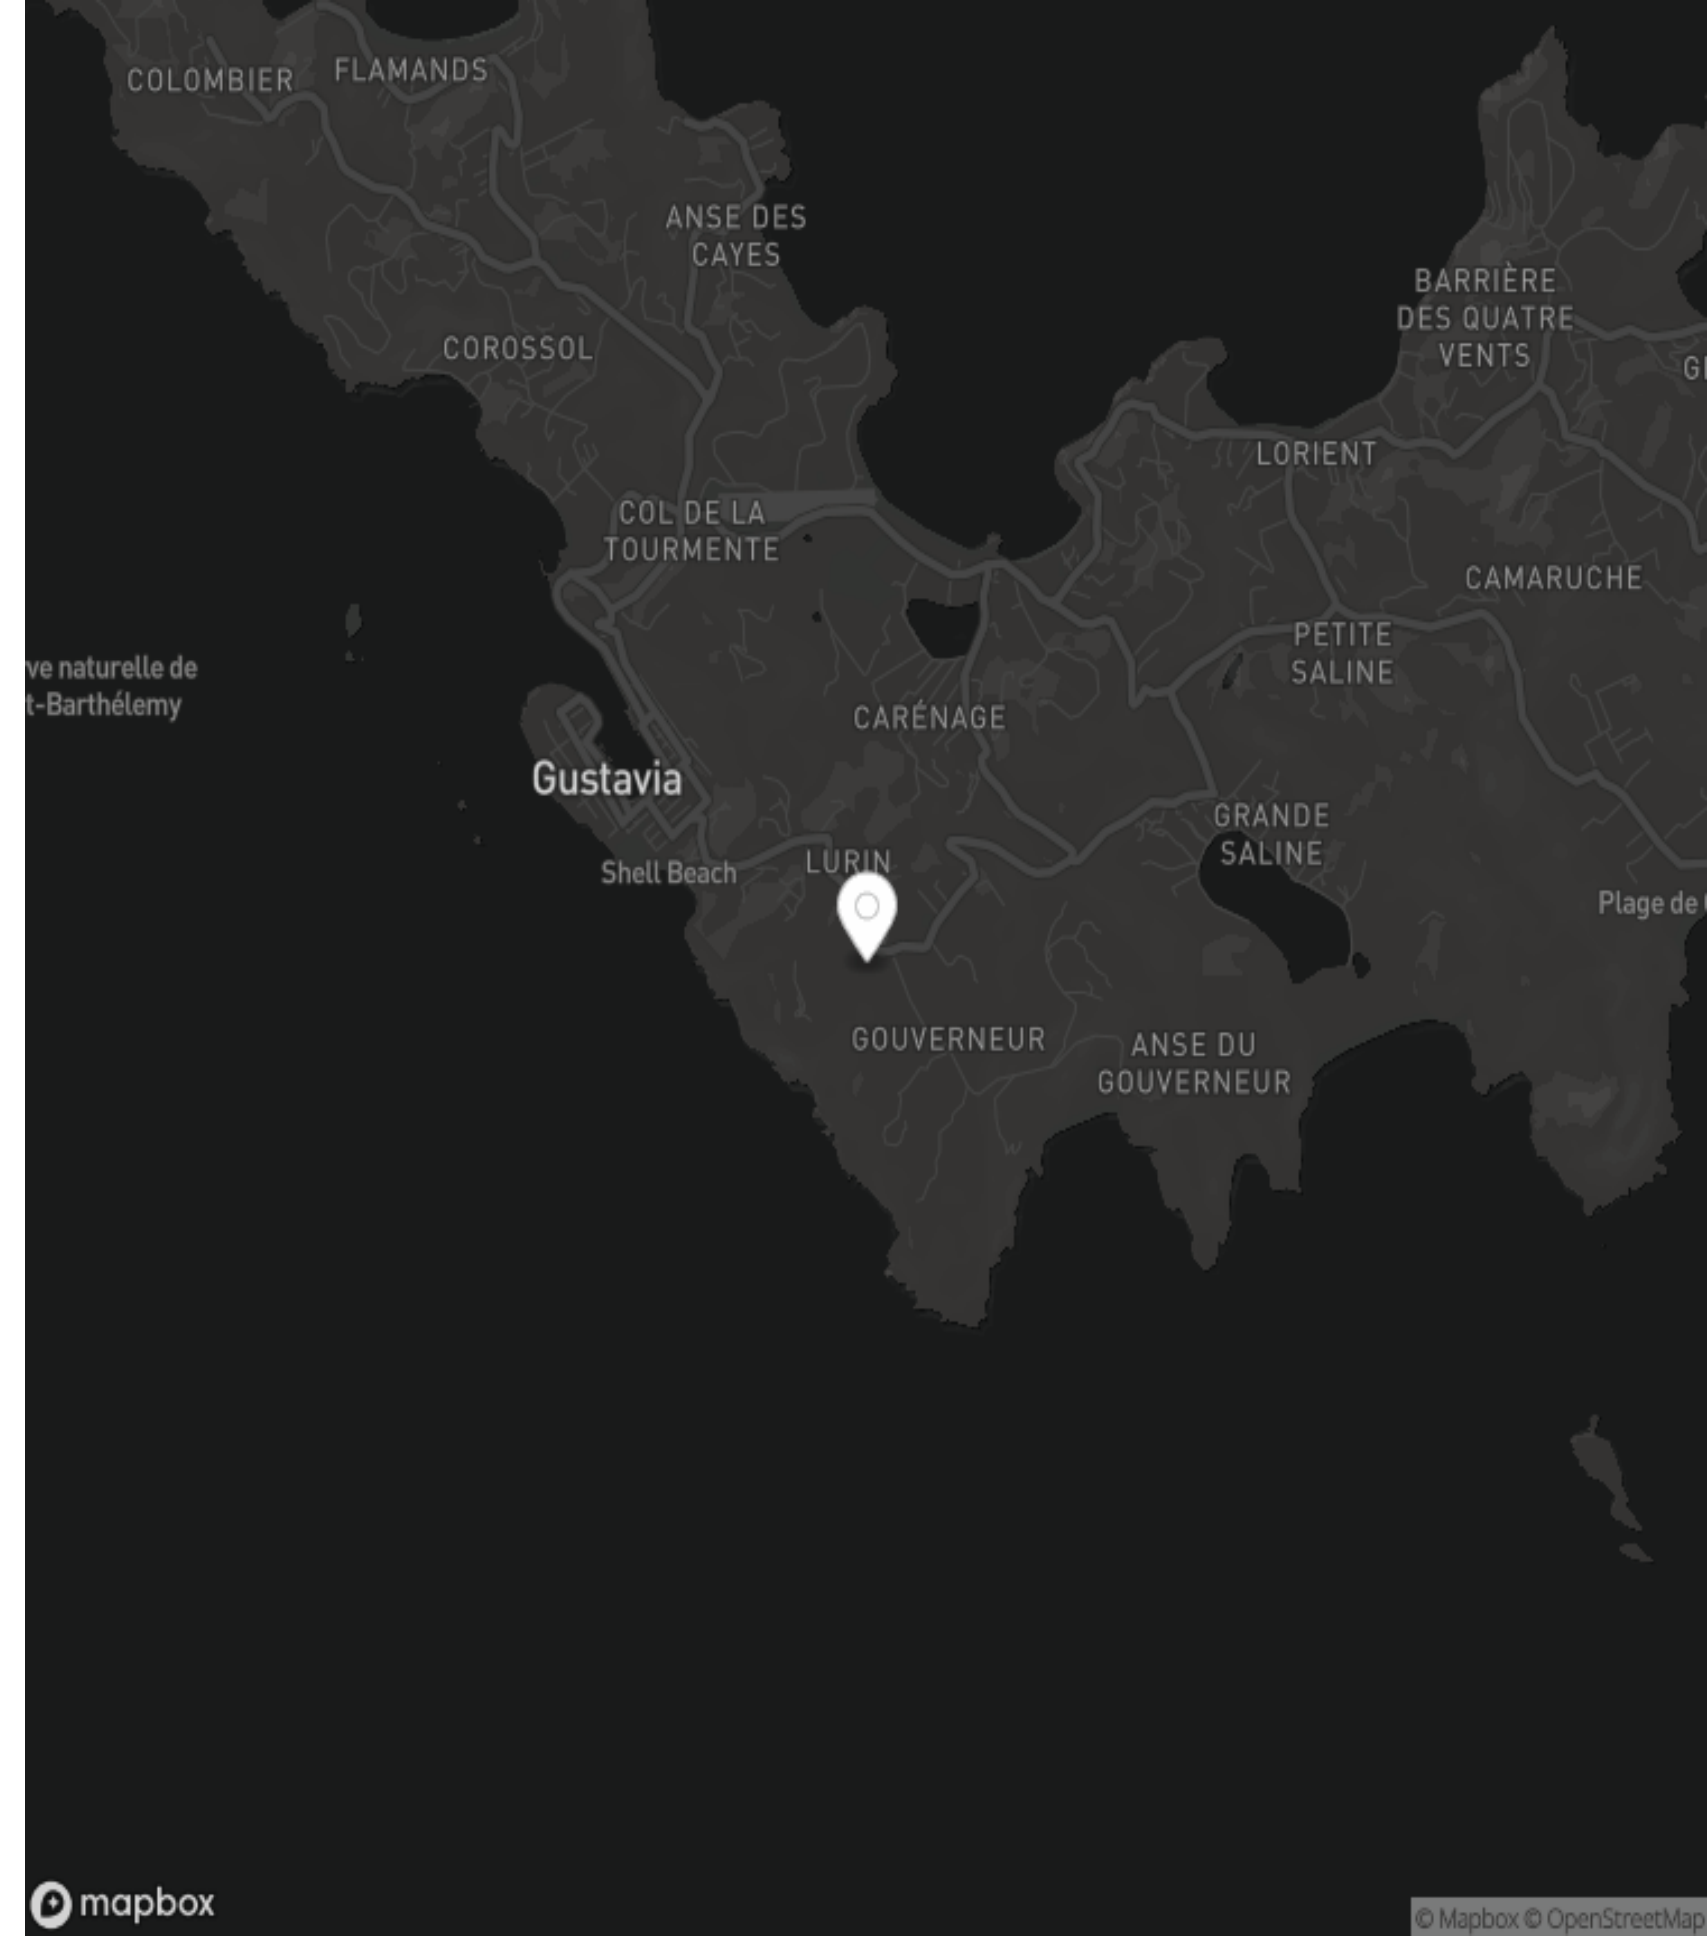 COLOMBIER
FLAMANDS
ANSE DES
CAYES
BARRIÈRE
DES QUATRE
VENTS
COROSSOL
LORIENT
COL DE LA
TOURMENTE
CAMARUCHE
PETITE
SALINE
ve naturelle de
t-Barthélemy
CARÉNAGE
Gustavia
GRANDE
SALINE
LURIN
Shell Beach
Plage de
GOUVERNEUR
ANSE DU
GOUVERNEUR
mapbox
© Mapbox © OpenStreetMap